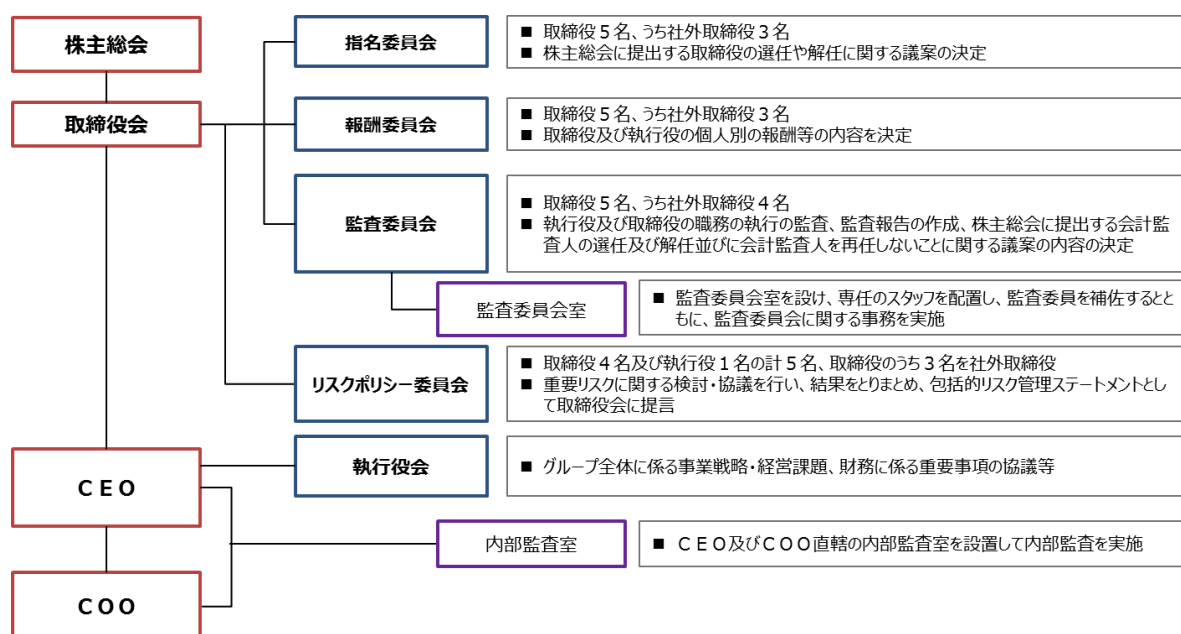 株主総会
指名委員会
■ 取締役５名、うち社外取締役３名
■ 株主総会に提出する取締役の選任や解任に関する議案の決定
取締役会
報酬委員会
■ 取締役５名、うち社外取締役３名
■ 取締役及び執行役の個人別の報酬等の内容を決定
監査委員会
■ 取締役５名、うち社外取締役４名
■ 執行役及び取締役の職務の執行の監査、監査報告の作成、株主総会に提出する会計監
査人の選任及び解任並びに会計監査人を再任しないことに関する議案の内容の決定
監査委員会室
■ 監査委員会室を設け、専任のスタッフを配置し、監査委員を補佐するとと
もに、監査委員会に関する事務を実施
リスクポリシー委員会
■ 取締役４名及び執行役１名の計５名、取締役のうち３名を社外取締役
■ 重要リスクに関する検討・協議を行い、結果をとりまとめ、包括的リスク管理ステートメントとし
て取締役会に提言
ＣＥＯ
執行役会
■ グループ全体に係る事業戦略・経営課題、財務に係る重要事項の協議等
内部監査室
■ ＣＥＯ及びＣＯＯ直轄の内部監査室を設置して内部監査を実施
ＣＯＯ